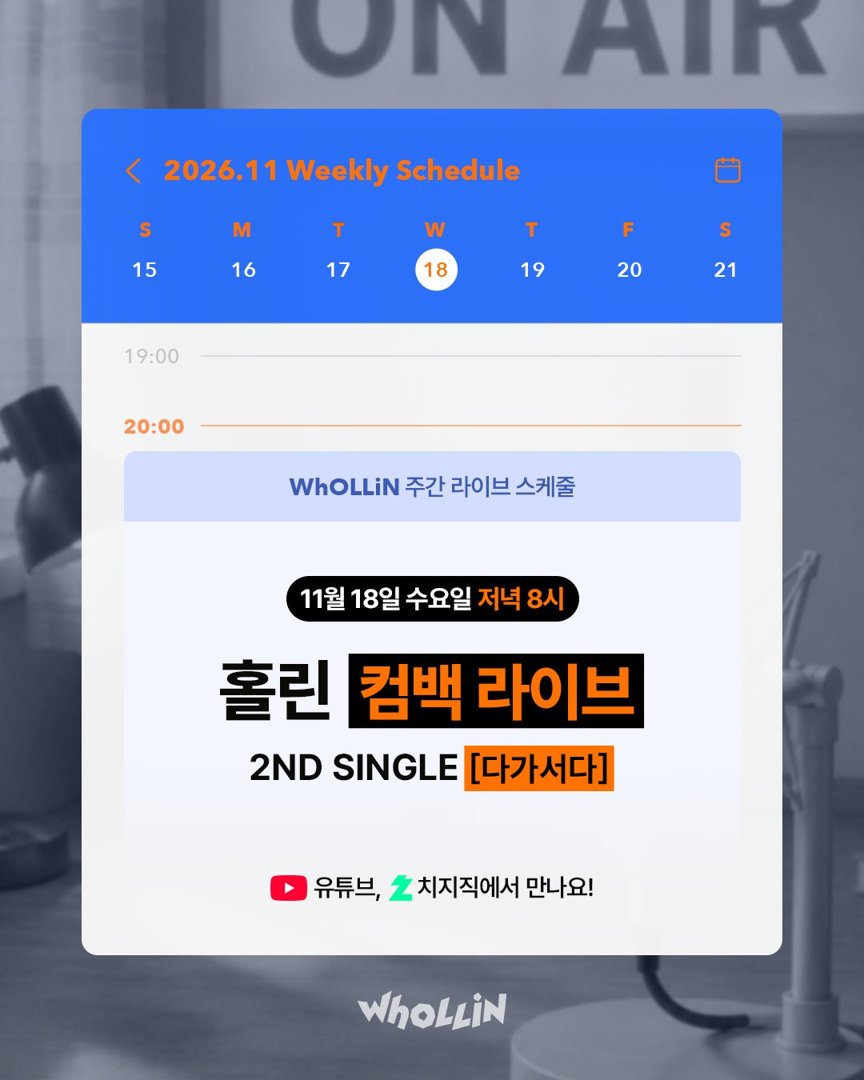 ON AIR
2026.11 Weekly Schedule
S M T W T F S
15 16 17 18 19 20 21
19:00
20:00
WhOLLiN 주간 라이브 스케줄
11월 18일 수요일 저녁 8시
홀린 컴백 라이브
2ND SINGLE [다가서다]
유튜브, 치지직에서 만나요!
WhOLLiN